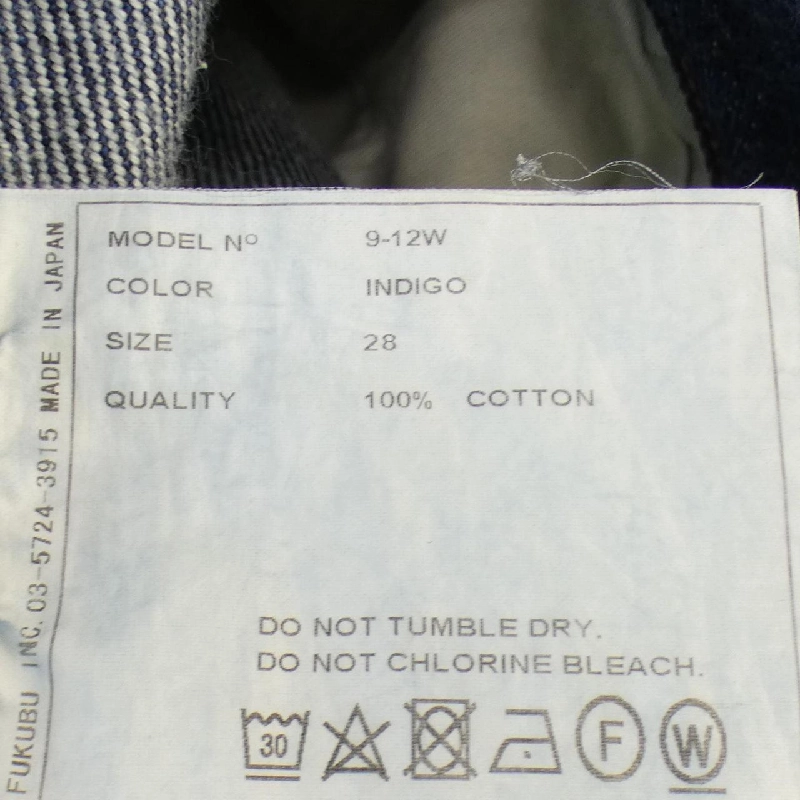 MODEL Nº 9-12W
COLOR INDIGO
SIZE 28
QUALITY 100% COTTON
DO NOT TUMBLE DRY.
DO NOT CHLORINE BLEACH.
30 F W
FUKUBU INC. 03-5724-3915 MADE IN JAPAN